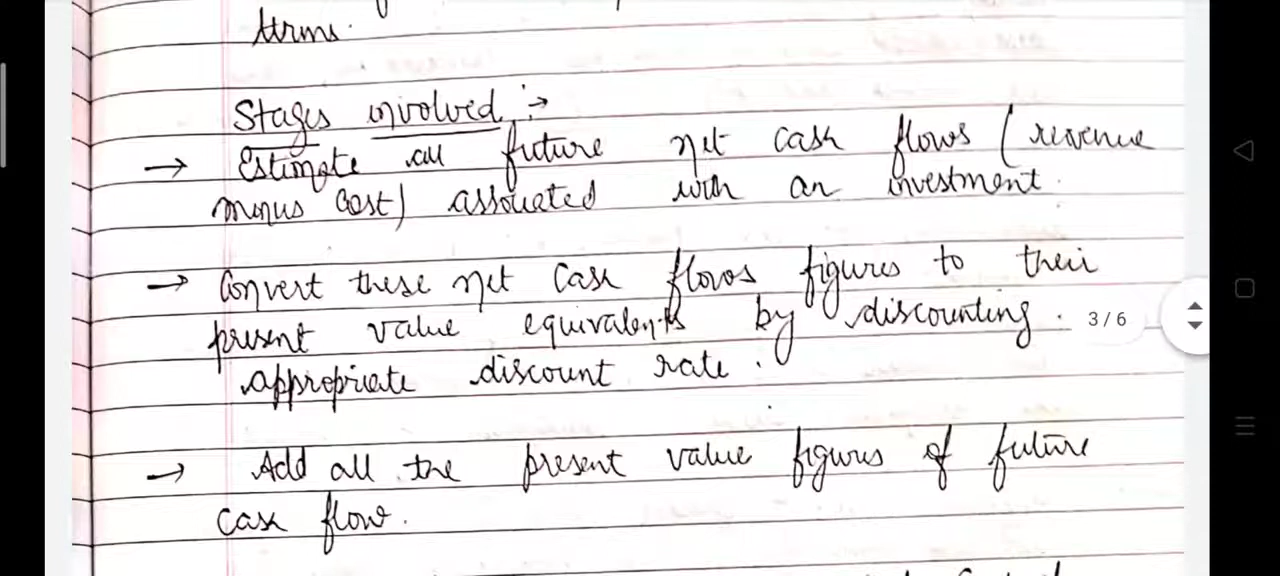 terms.
Stages involved :→
→ Estimate all future net cash flows (revenue
minus cost) associated with an investment.
→ Convert these net cash flows figures to their
present value equivalents by discounting.
3/6
appropriate discount rate.
→ Add all the present value figures of future
cash flow.